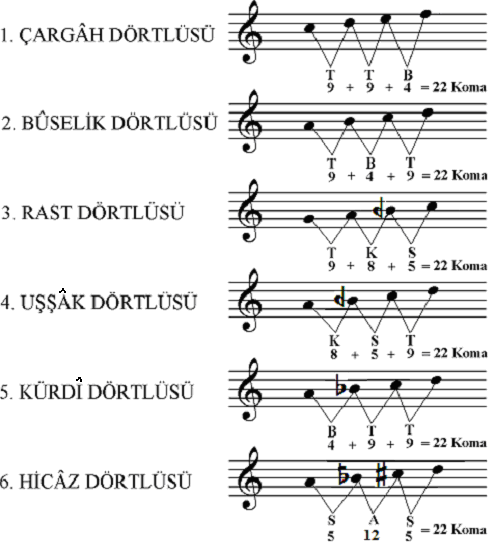 1. ÇARGÂH DÖRTLÜSÜ
T T B
9 + 9 + 4 = 22 Koma
2. BÛSELİK DÖRTLÜSÜ
T B T
9 + 4 + 9 = 22 Koma
3. RAST DÖRTLÜSÜ
T K S
9 + 8 + 5 = 22 Koma
4. UŞŞÂK DÖRTLÜSÜ
K S T
8 + 5 + 9 = 22 Koma
5. KÜRDÎ DÖRTLÜSÜ
B T T
4 + 9 + 9 = 22 Koma
6. HİCÂZ DÖRTLÜSÜ
S A S
5 12 5 = 22 Koma